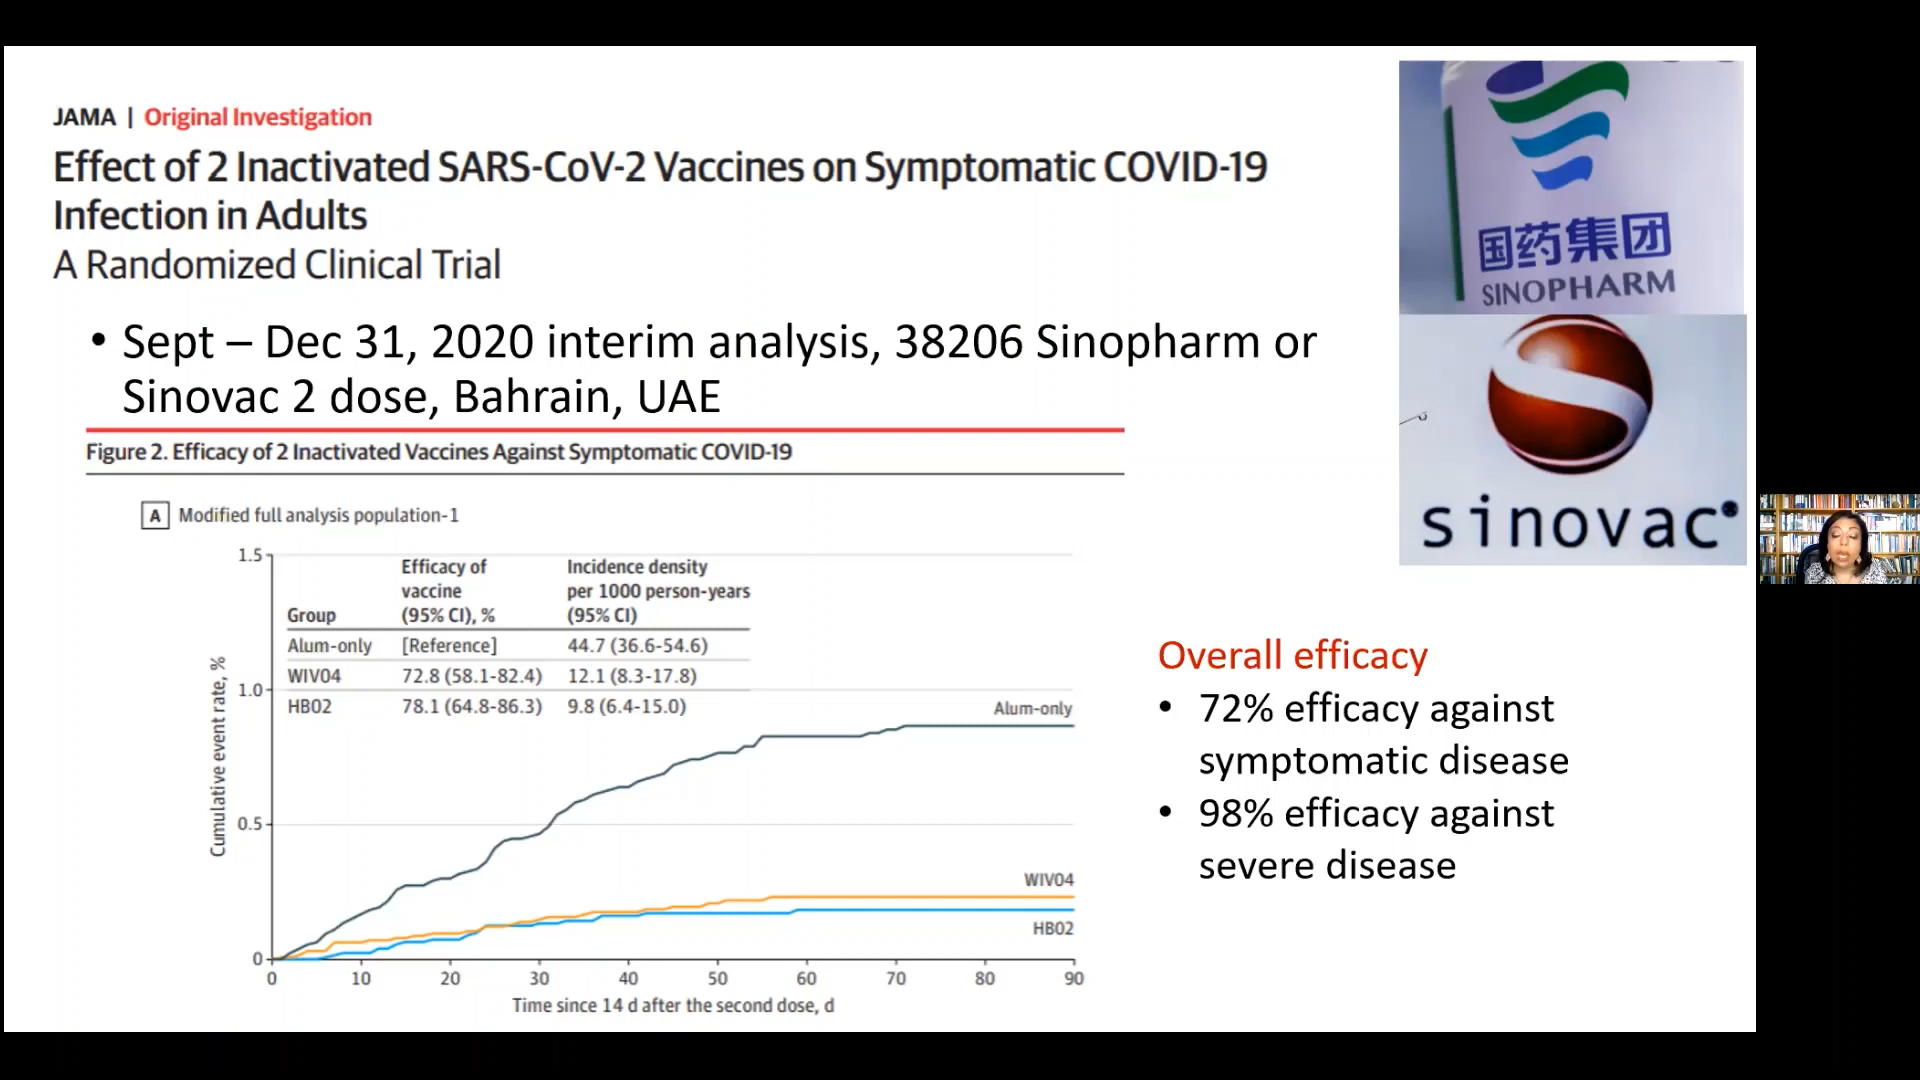 JAMA | Original Investigation
Effect of 2 Inactivated SARS-CoV-2 Vaccines on Symptomatic COVID-19
Infection in Adults
A Randomized Clinical Trial
• Sept – Dec 31, 2020 interim analysis, 38206 Sinopharm or
Sinovac 2 dose, Bahrain, UAE
国药集团
SINOPHARM
sinovac
Figure 2. Efficacy of 2 Inactivated Vaccines Against Symptomatic COVID-19
A Modified full analysis population-1
Cumulative event rate, %
1.5
1.0
0.5
0
Efficacy of
vaccine
(95% CI), %
Incidence density
per 1000 person-years
(95% CI)
Group
Alum-only [Reference] 44.7 (36.6-54.6)
WIV04 72.8 (58.1-82.4) 12.1 (8.3-17.8)
HB02 78.1 (64.8-86.3) 9.8 (6.4-15.0)
Alum-only
WIV04
HB02
0 10 20 30 40 50 60 70 80 90
Time since 14 d after the second dose, d
Overall efficacy
• 72% efficacy against
symptomatic disease
• 98% efficacy against
severe disease